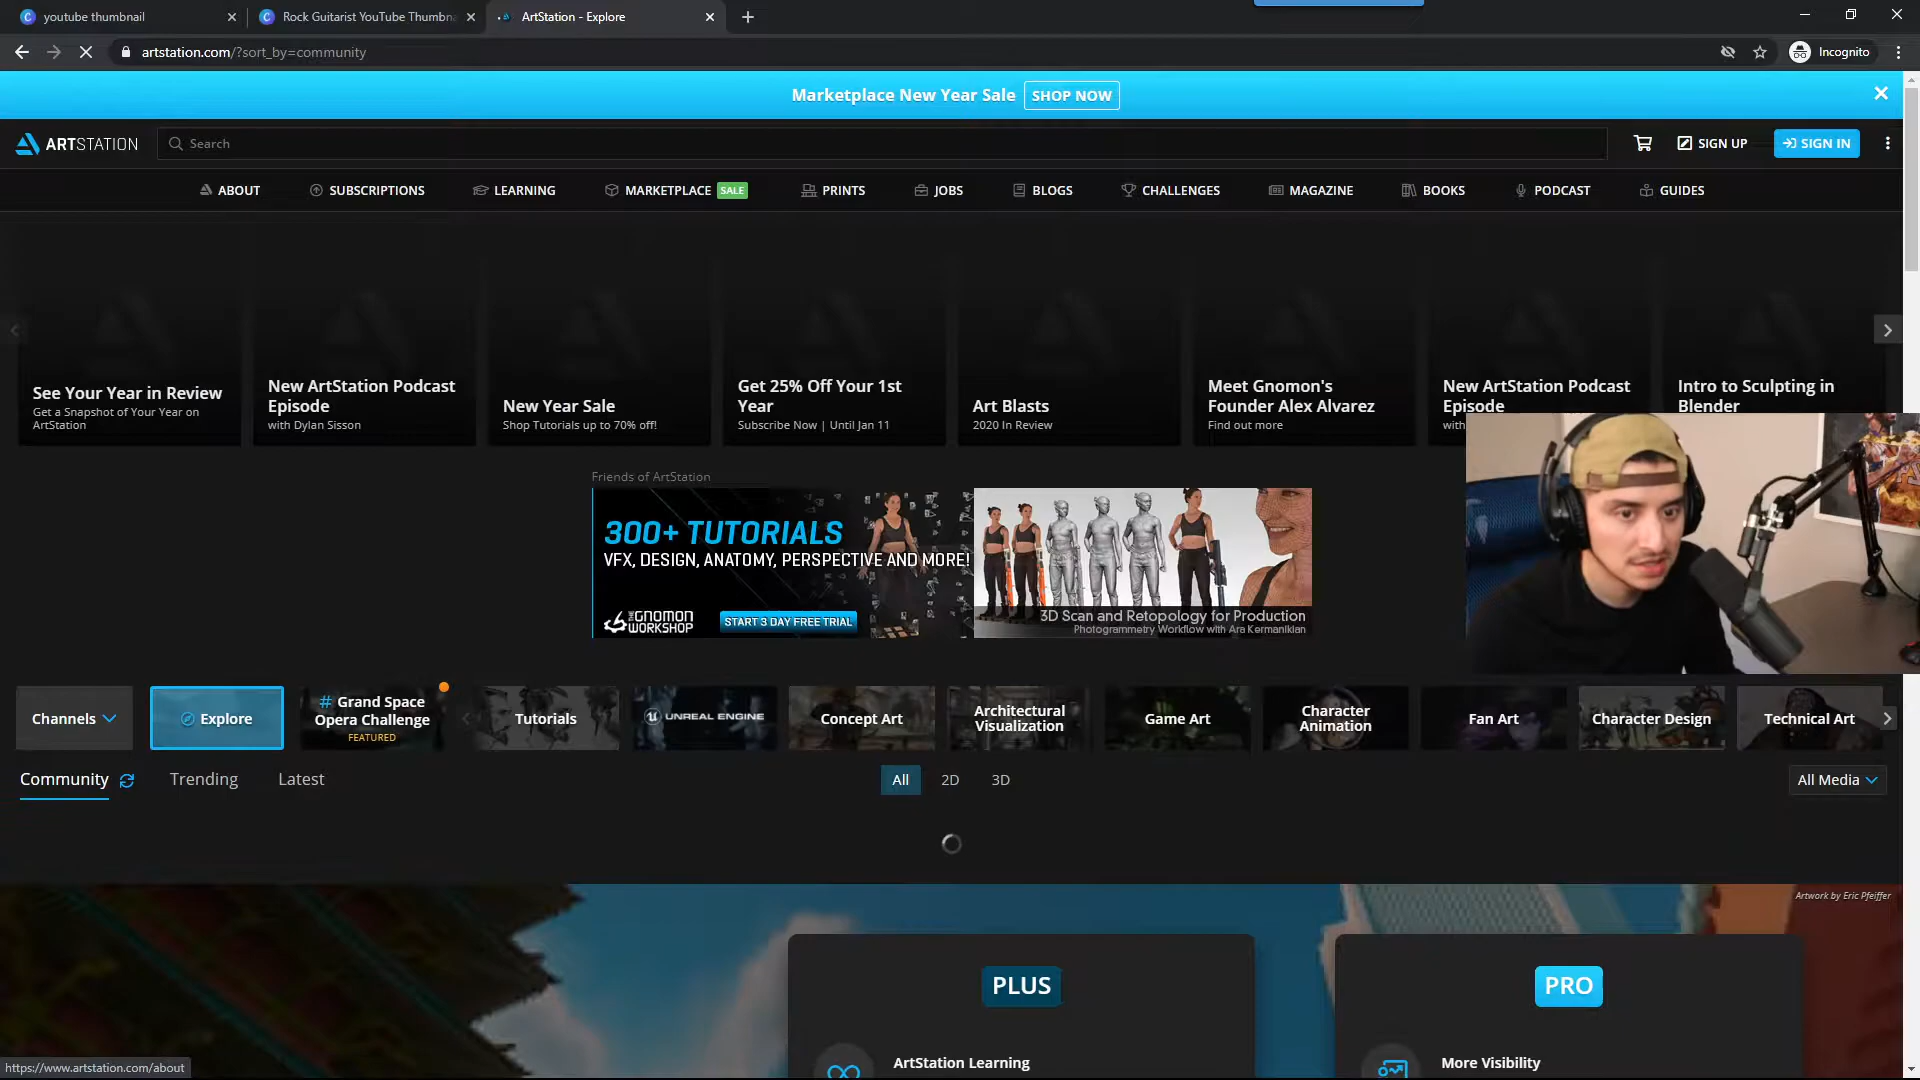 youtube thumbnail
Rock Guitarist YouTube Thumbna
ArtStation - Explore
artstation.com/?sort_by=community
Incognito
Marketplace New Year Sale SHOP NOW
ARTSTATION
Search
SIGN UP
SIGN IN
ABOUT
SUBSCRIPTIONS
LEARNING
MARKETPLACE SALE
PRINTS
JOBS
BLOGS
CHALLENGES
MAGAZINE
BOOKS
PODCAST
GUIDES
See Your Year in Review
Get a Snapshot of Your Year on
ArtStation
New ArtStation Podcast
Episode
with Dylan Sisson
New Year Sale
Shop Tutorials up to 70% off!
Get 25% Off Your 1st
Year
Subscribe Now | Until Jan 11
Art Blasts
2020 In Review
Meet Gnomon's
Founder Alex Alvarez
Find out more
New ArtStation Podcast
Episode
with
Intro to Sculpting in
Blender
Friends of ArtStation
300+ TUTORIALS
VFX, DESIGN, ANATOMY, PERSPECTIVE AND MORE!
THE GNOMON
WORKSHOP
START 3 DAY FREE TRIAL
3D Scan and Retopology for Production
Photogrammetry Workflow with Ara Kermanikian
Channels
Explore
# Grand Space
Opera Challenge
FEATURED
Tutorials
UNREAL ENGINE
Concept Art
Architectural
Visualization
Game Art
Character
Animation
Fan Art
Character Design
Technical Art
Community
Trending
Latest
All
2D
3D
All Media
Artwork by Eric Pfeiffer
PLUS
PRO
ArtStation Learning
More Visibility
https://www.artstation.com/about